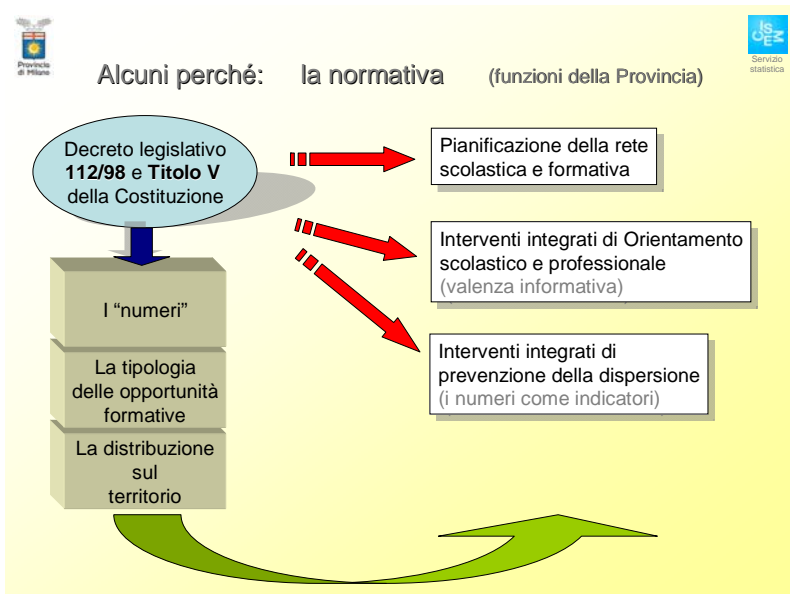 Provincia
di Milano
CISEM
Servizio
statistica
Alcuni perché: la normativa (funzioni della Provincia)
Decreto legislativo
112/98 e Titolo V
della Costituzione
Pianificazione della rete
scolastica e formativa
Interventi integrati di Orientamento
scolastico e professionale
(valenza informativa)
Interventi integrati di
prevenzione della dispersione
(i numeri come indicatori)
I “numeri”
La tipologia
delle opportunità
formative
La distribuzione
sul
territorio